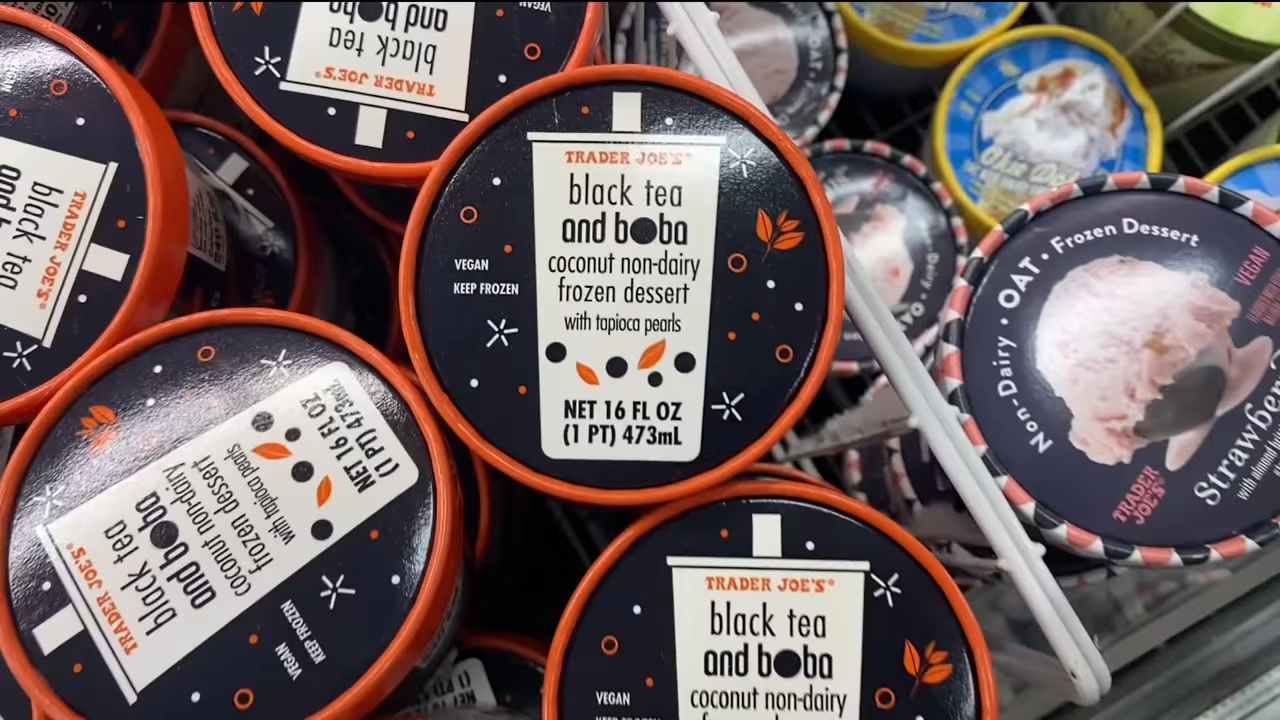 and boba
black tea
TRADER JOE'S®
VEGAN
TRADER JOE'S®
black tea
TRADER JOE'S®
black tea
and boba
coconut non-dairy
frozen dessert
with tapioca pearls
VEGAN
KEEP FROZEN
NET 16 FL OZ
(1 PT) 473mL
TRADER JOE'S®
black tea
and boba
coconut non-dairy
frozen dessert
with tapioca pearls
NET 16 FL OZ
(1 PT) 473mL
VEGAN
KEEP FROZEN
TRADER JOE'S®
black tea
and boba
coconut non-dairy
VEGAN
KEEP FROZEN
Non-Dairy • OAT • Frozen Dessert
VEGAN
TRADER
JOE'S®
OAT